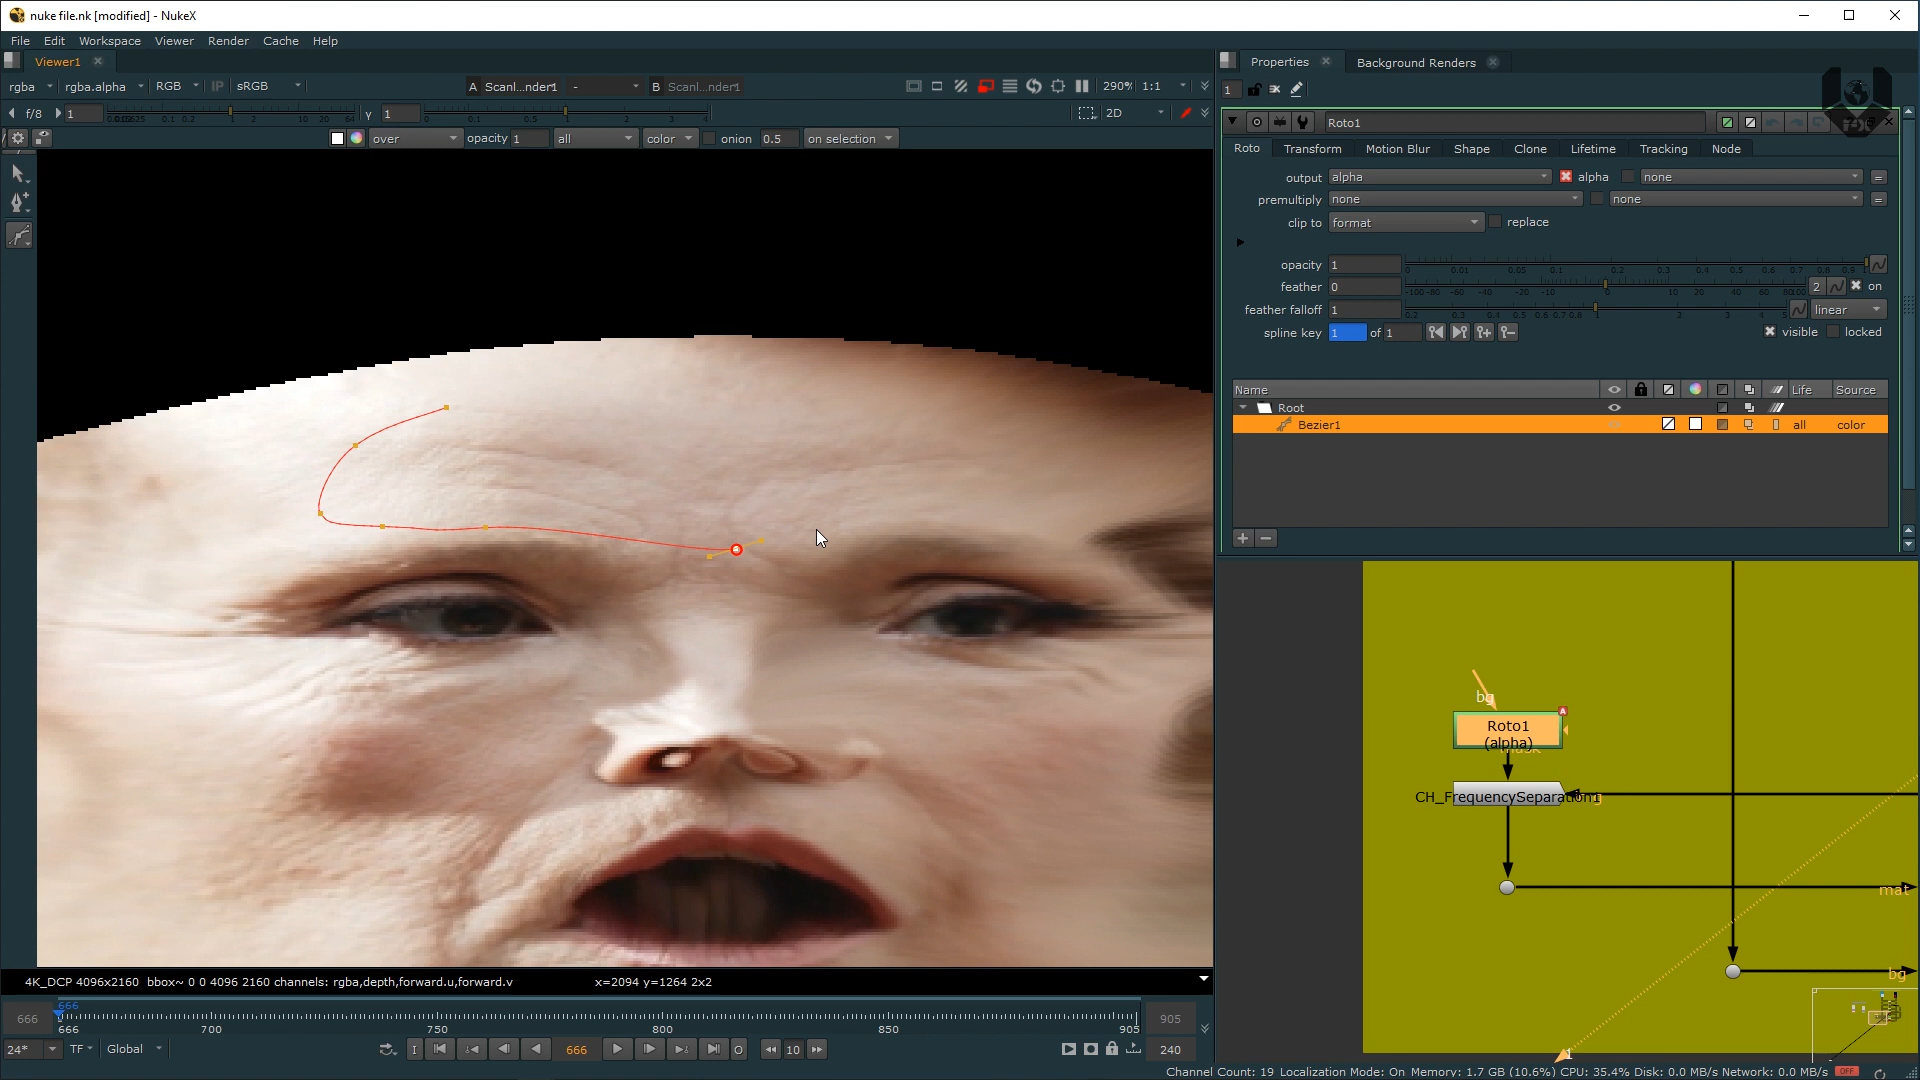 nuke file.nk [modified] - NukeX
File Edit Workspace Viewer Render Cache Help
Viewer1
rgba rgba.alpha RGB IP sRGB A Scanl...nder1 - B Scanl...nder1 290% 1:1
f/8 1 γ 1 2D
over opacity 1 all color onion 0.5 on selection
4K_DCP 4096x2160 bbox~ 0 0 4096 2160 channels: rgba,depth,forward.u,forward.v x=2094 y=1264 2x2
666
666 905
666 700 750 800 850 905
24* TF Global I 666 O 10 240
Properties Background Renders
1
Roto1
Roto Transform Motion Blur Shape Clone Lifetime Tracking Node
output alpha alpha none =
premultiply none none =
clip to format replace
opacity 1
feather 0 2 on
feather falloff 1 linear
spline key 1 of 1 visible locked
Name Life Source
Root
Bezier1 all color
bg
A
Roto1
(alpha)
CH_FrequencySeparation1
mat
bg
1
Channel Count: 19 Localization Mode: On Memory: 1.7 GB (10.6%) CPU: 35.4% Disk: 0.0 MB/s Network: 0.0 MB/s OFF